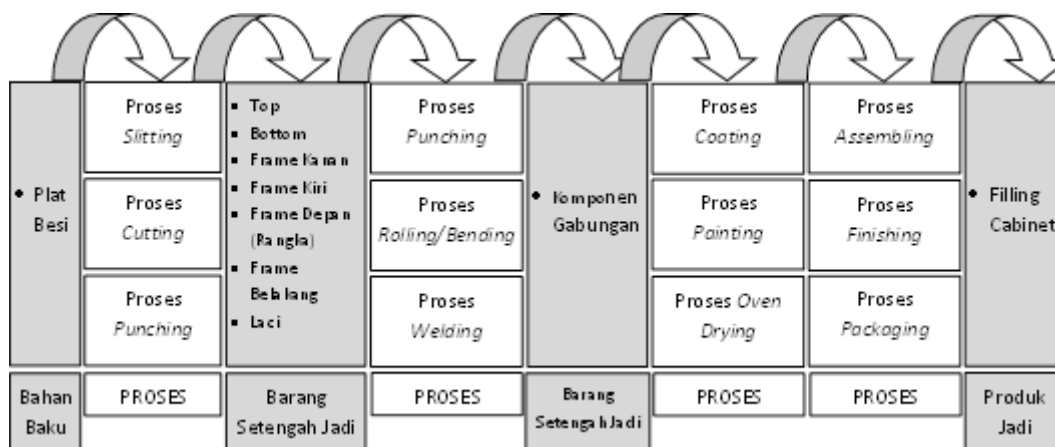 • Plat
Besi
Proses
Slitting
Proses
Cutting
Proses
Punching
• Top
• Bottom
• Frame Kanan
• Frame Kiri
• Frame Depan
(Rangka)
• Frame
Belakang
• Laci
Proses
Punching
Proses
Rolling/Bending
Proses
Welding
• Komponen
Gabungan
Proses
Coating
Proses
Painting
Proses Oven
Drying
Proses
Assembling
Proses
Finishing
Proses
Packaging
• Filling
Cabinet
Bahan
Baku
PROSES
Barang
Setengah Jadi
PROSES
Barang
Setengah Jadi
PROSES
PROSES
Produk
Jadi